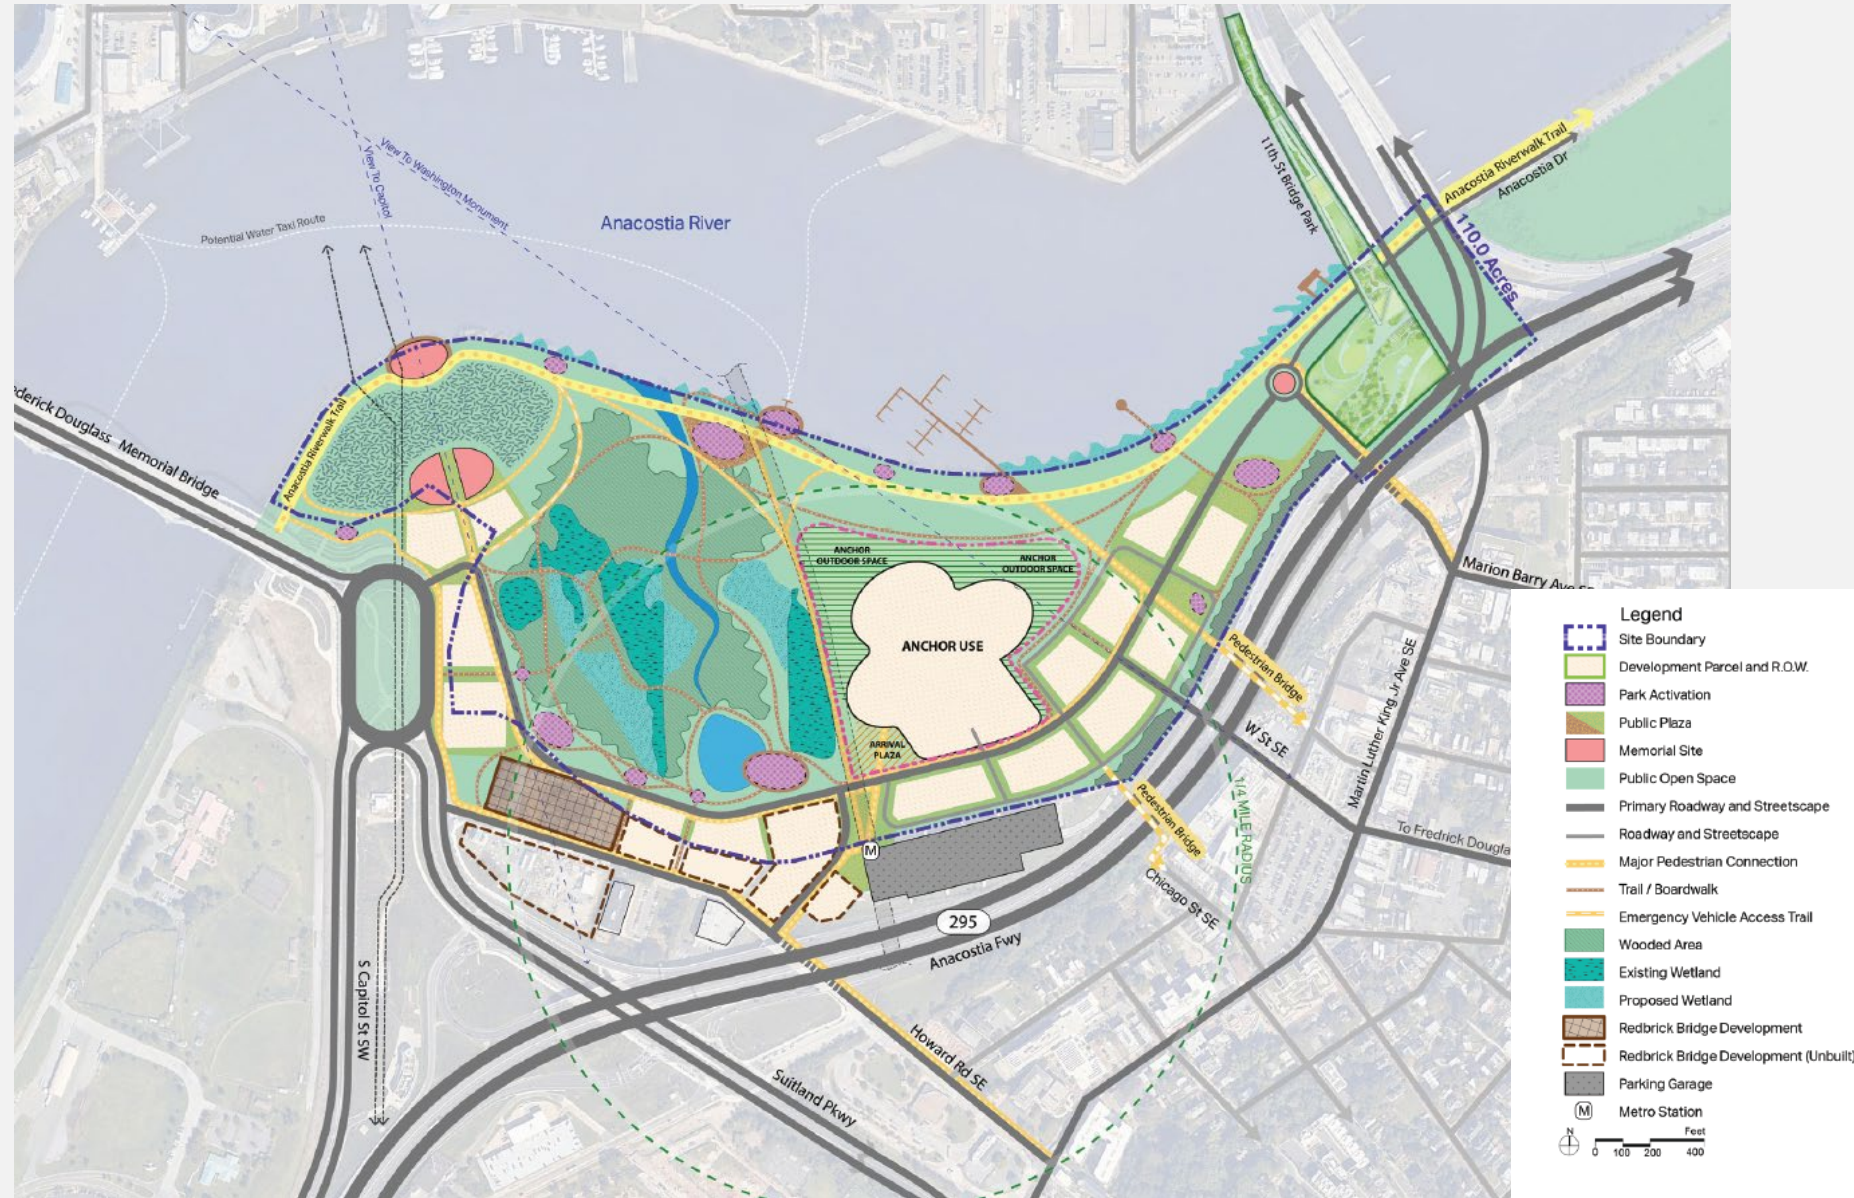 View To Capitol
View To Washington Monument
Potential Water Taxi Route
Anacostia River
11th St Bridge Park
Anacostia Riverwalk Trail
Anacostia Dr
110.0 Acres
ederick Douglass Memorial Bridge
Anacostia Riverwalk Trail
ANCHOR
OUTDOOR SPACE
ANCHOR
OUTDOOR SPACE
ANCHOR USE
ARRIVAL
PLAZA
Marion Barry Ave SE
Pedestrian Bridge
W St SE
Martin Luther King Jr Ave SE
Pedestrian Bridge
1/4 MILE RADIUS
To Fredrick Dougla
Chicago St SE
M
295
Anacostia Fwy
S Capitol St SW
Howard Rd SE
Suitland Pkwy
Legend
Site Boundary
Development Parcel and R.O.W.
Park Activation
Public Plaza
Memorial Site
Public Open Space
Primary Roadway and Streetscape
Roadway and Streetscape
Major Pedestrian Connection
Trail / Boardwalk
Emergency Vehicle Access Trail
Wooded Area
Existing Wetland
Proposed Wetland
Redbrick Bridge Development
Redbrick Bridge Development (Unbuilt)
Parking Garage
M Metro Station
N
Feet
0 100 200 400